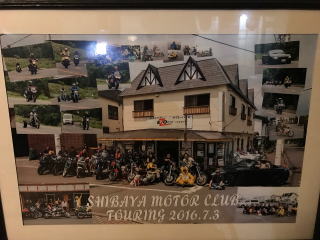 SHIBAYA MOTOR CLUB
TOURING 2016.7.3